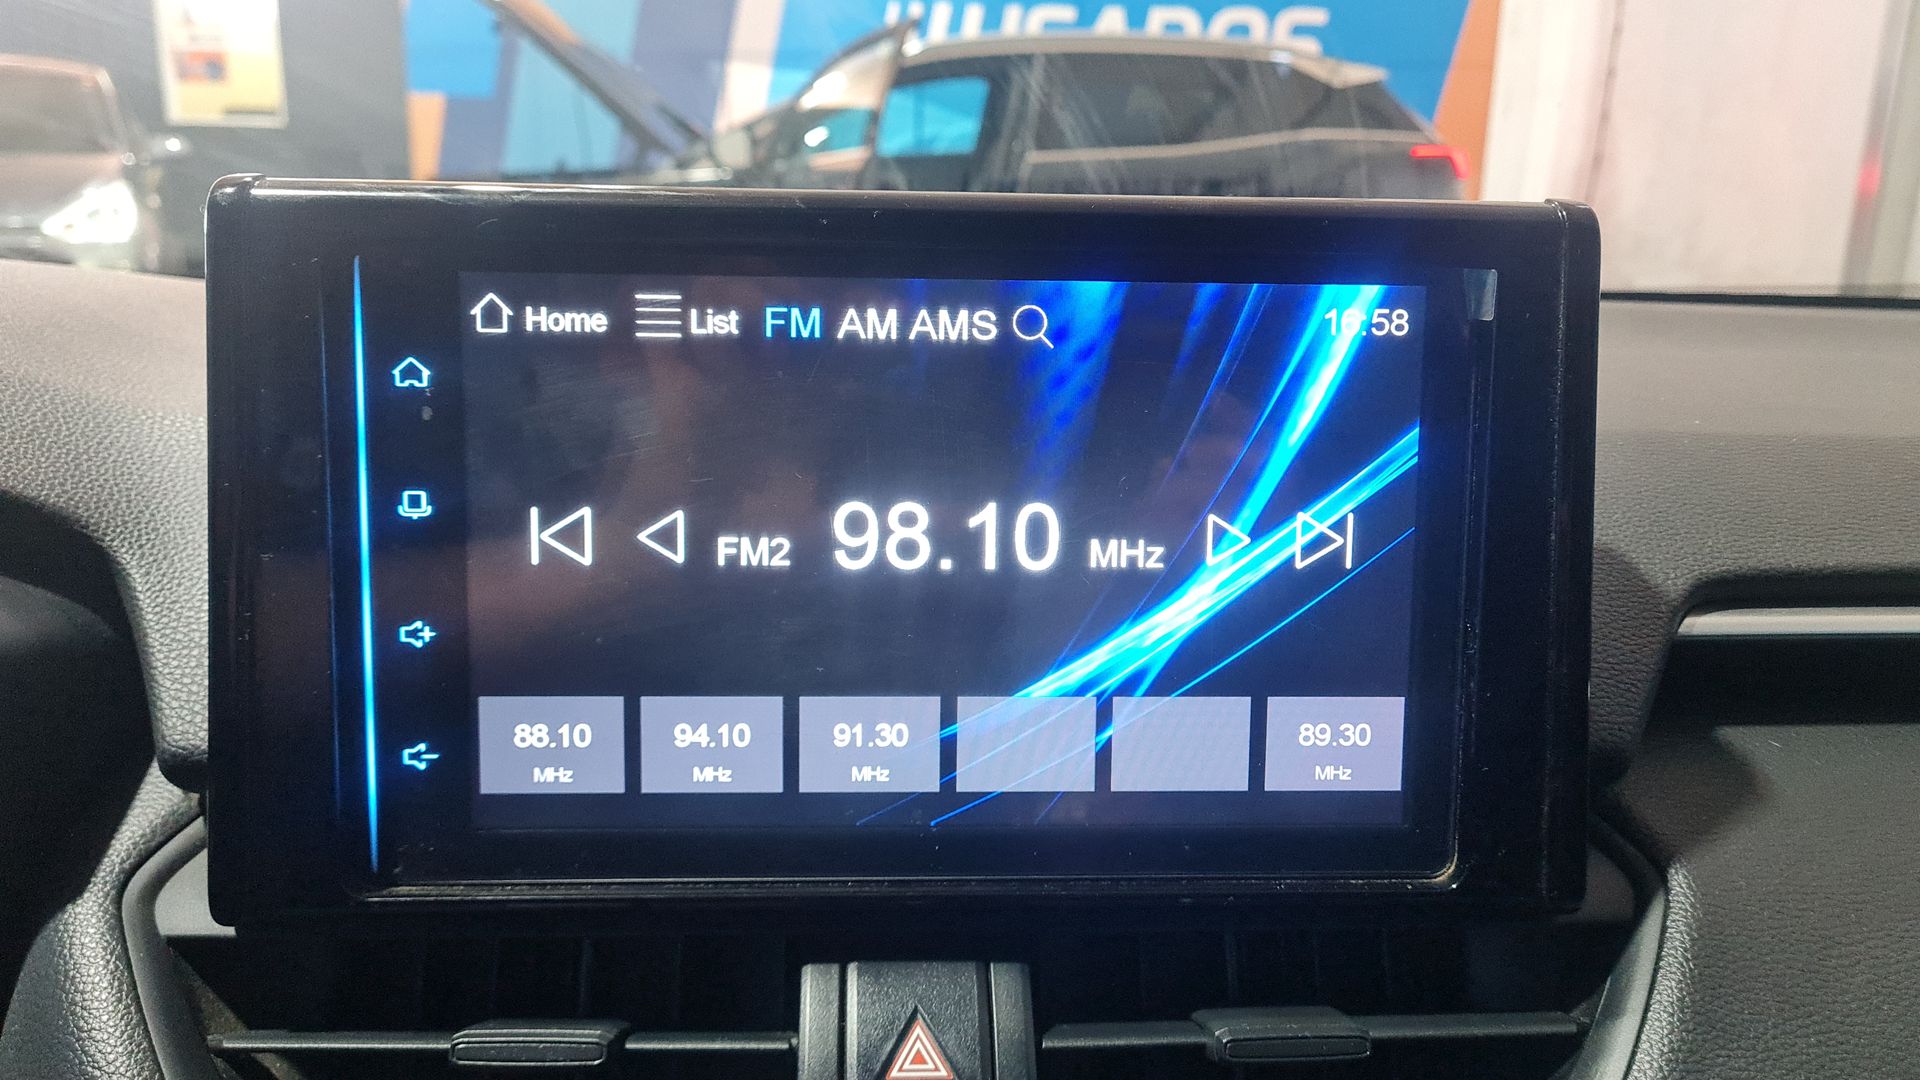 USADOS
Home List FM AM AMS 16:58
FM2 98.10 MHz
88.10 94.10 91.30 89.30
MHz MHz MHz MHz